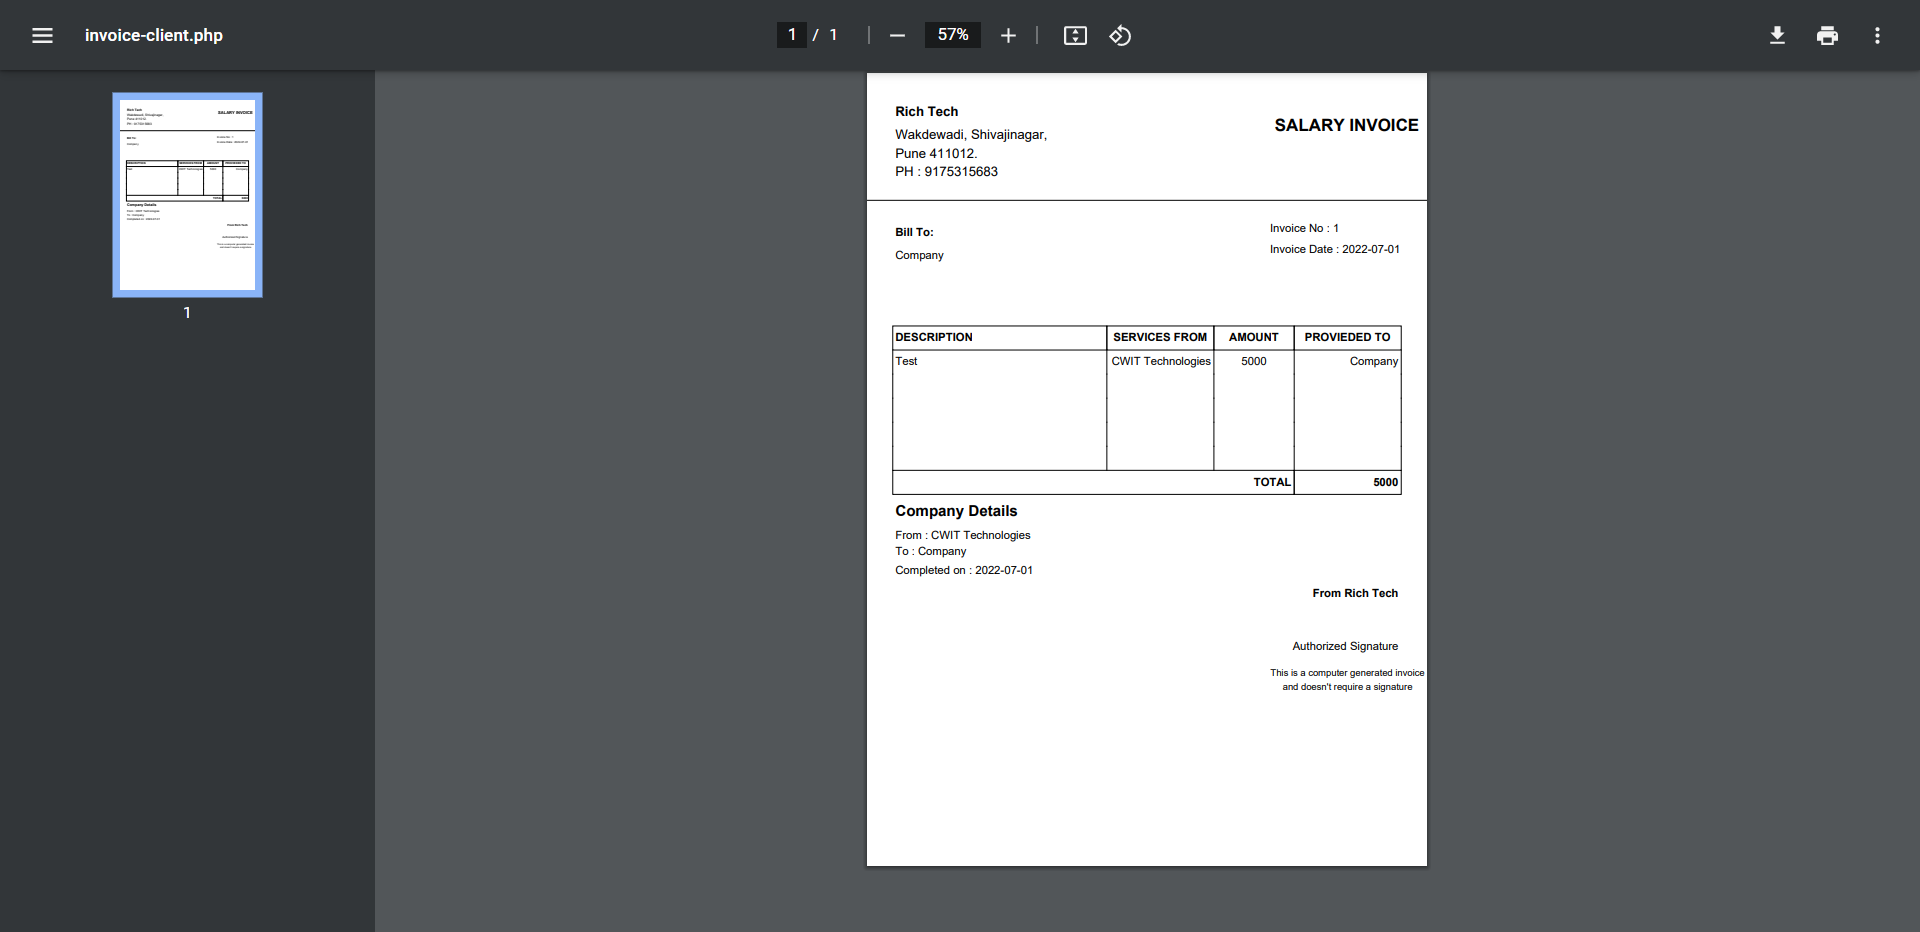 invoice-client.php
1 / 1
57%
1
Rich Tech
Wakdewadi, Shivajinagar,
Pune 411012.
PH : 9175315683
SALARY INVOICE
Bill To:
Company
Invoice No : 1
Invoice Date : 2022-07-01
DESCRIPTION SERVICES FROM AMOUNT PROVIEDED TO
Test CWIT Technologies 5000 Company
TOTAL 5000
Company Details
From : CWIT Technologies
To : Company
Completed on : 2022-07-01
From Rich Tech
Authorized Signature
This is a computer generated invoice
and doesn't require a signature